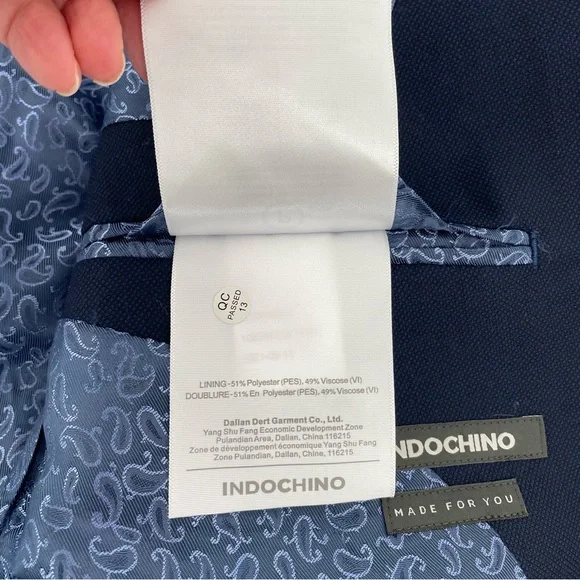 QC
PASSED
13
LINING-51% Polyester (PES), 49% Viscose (VI)
DOUBLURE-51% En Polyester (PES), 49% Viscose (VI)
Dalian Dert Garment Co., Ltd.
Yang Shu Fang Economic Development Zone
Pulandian Area, Dalian, China,116215
Zone de développement économique Yang Shu Fang
Zone Pulandian, Dalian, China,116215
INDOCHINO
NDOCHINO
MADE FOR YOU